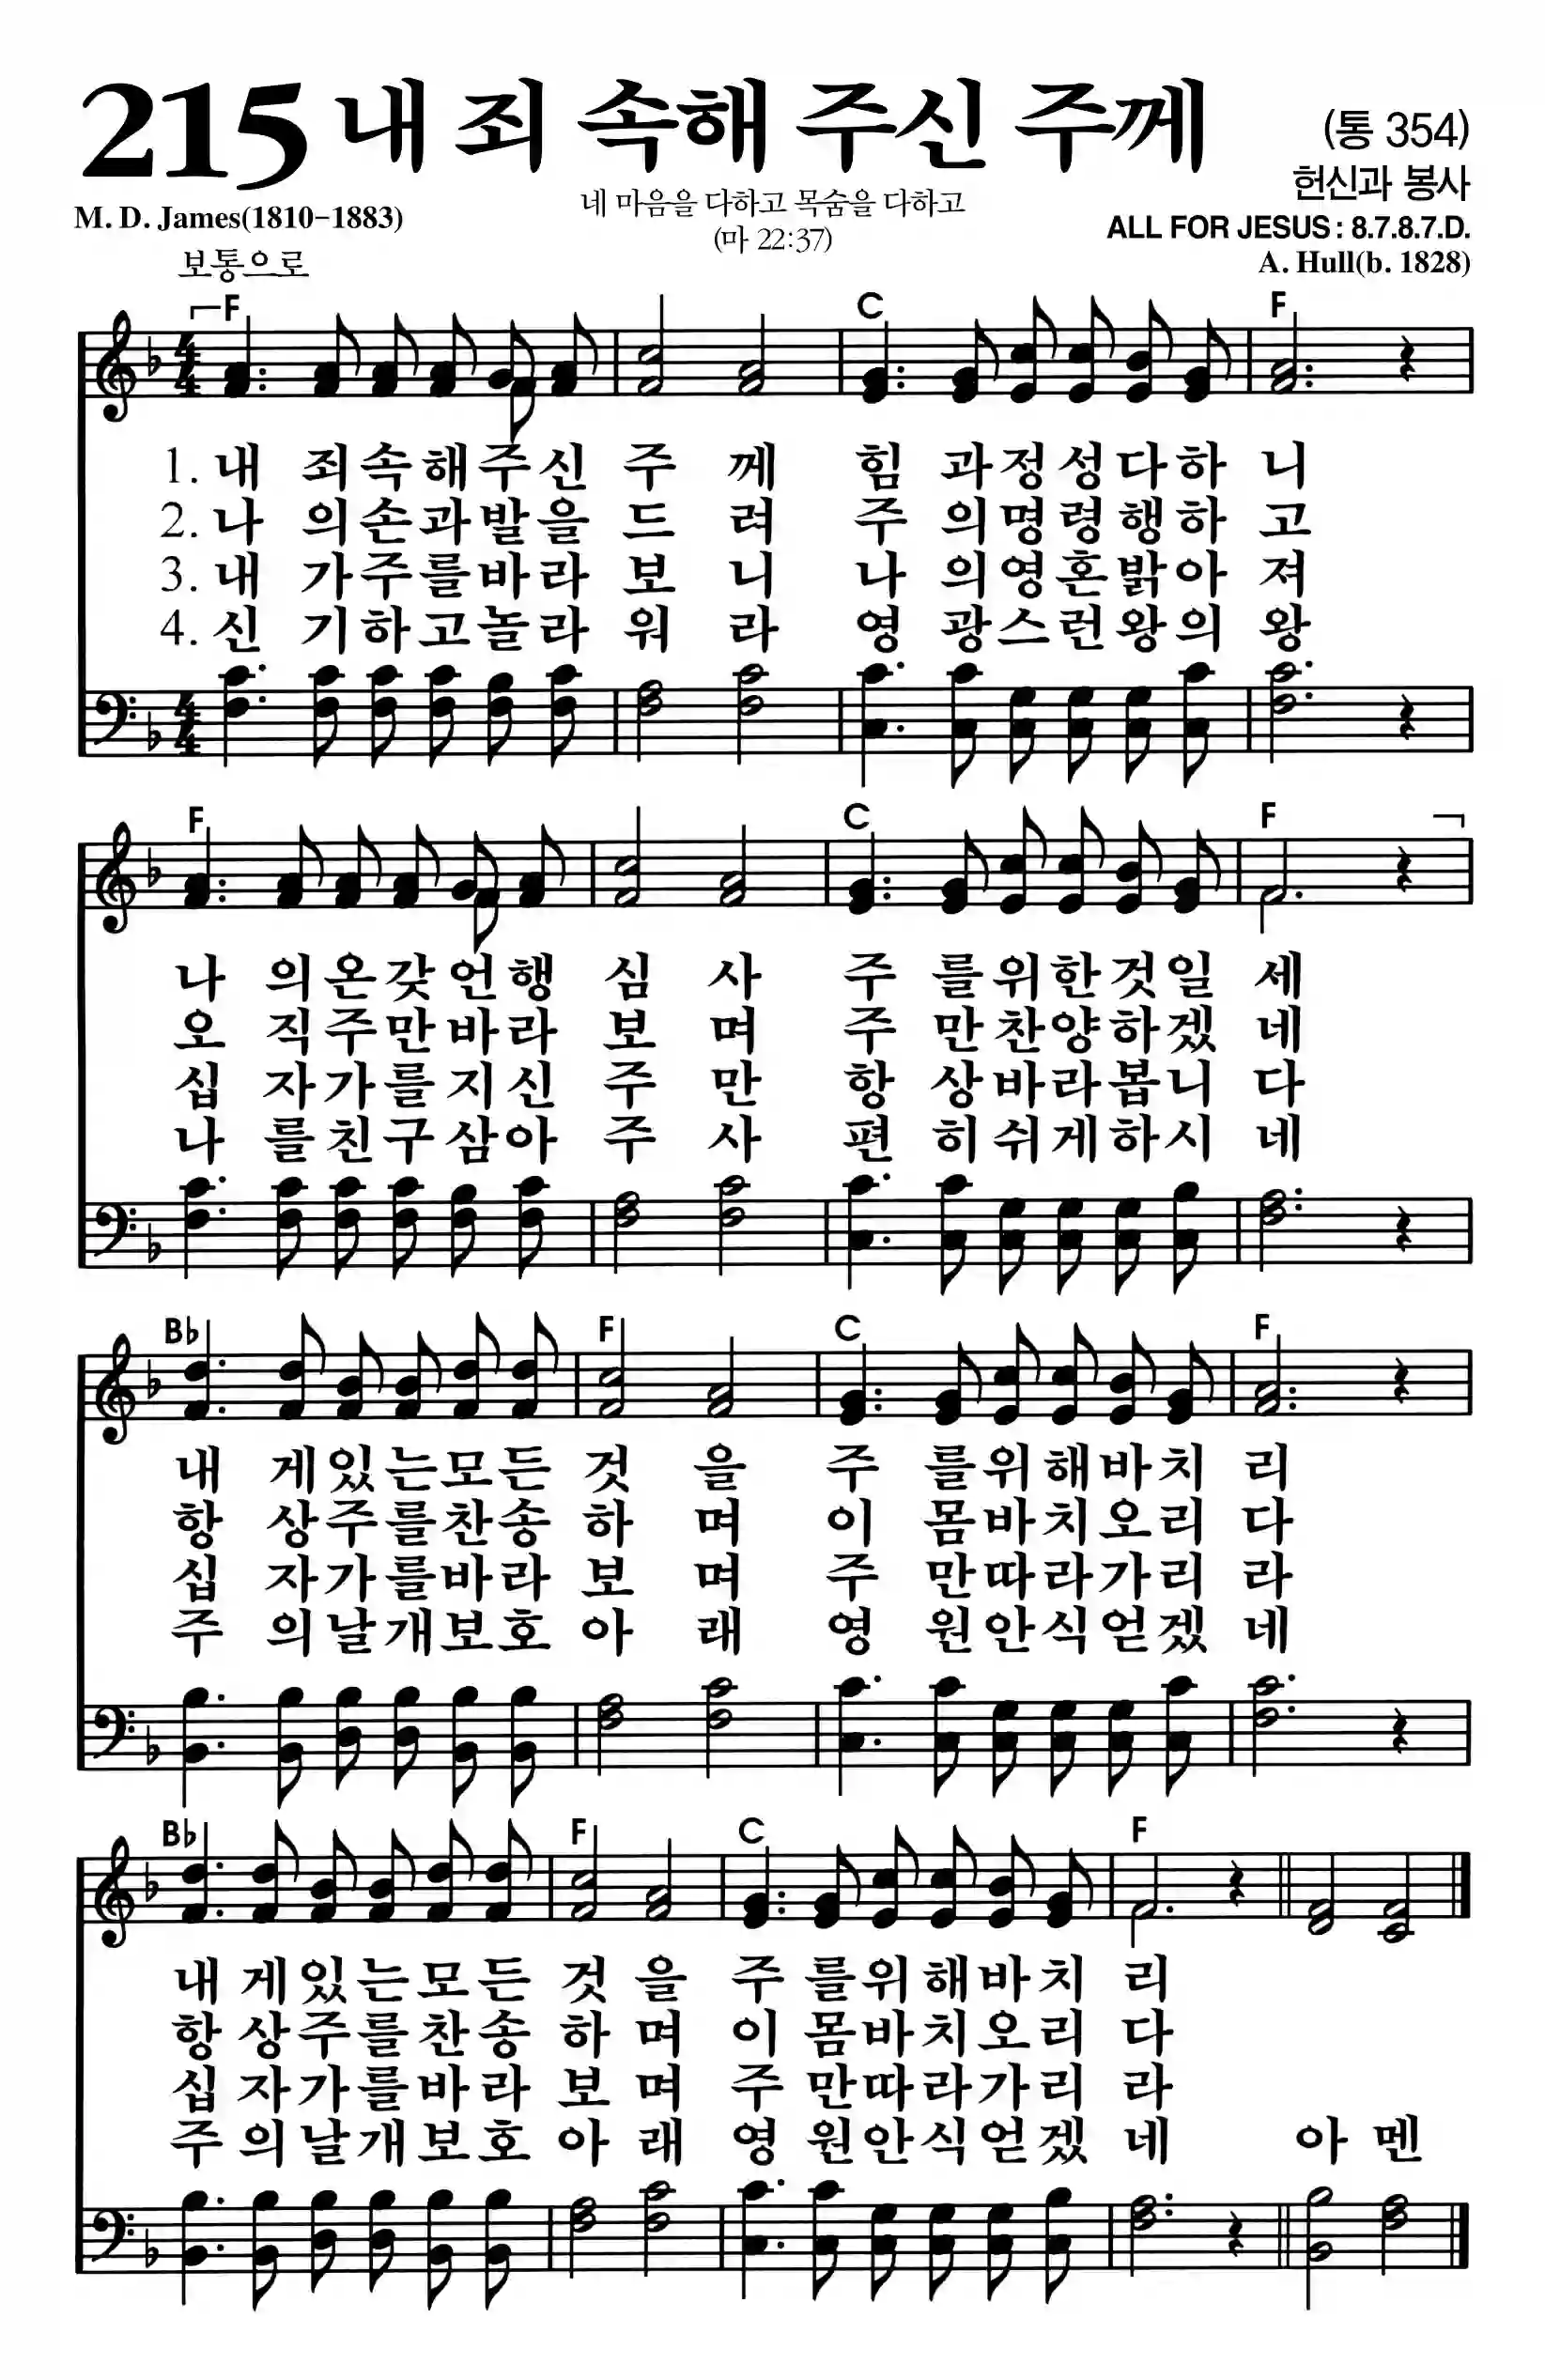 215 내 죄 속해 주신 주께 (통 354)
헌신과 봉사
네 마음을 다하고 목숨을 다하고
(마 22:37)
M. D. James(1810-1883)
ALL FOR JESUS : 8.7.8.7.D.
A. Hull(b. 1828)
보통으로
F C F
1. 내 죄속해주신 주 께 힘 과정성다하 니
2. 나 의손과발을 드 려 주 의명령행하 고
3. 내 가주를바라 보 니 나 의영혼밝아 져
4. 신 기하고놀라 워 라 영 광스런왕의 왕
F C F
나 의온갖언행 심 사 주 를위한것일 세
오 직주만바라 보 며 주 만찬양하겠 네
십 자가를지신 주 만 항 상바라봅니 다
나 를친구삼아 주 사 편 히쉬게하시 네
B♭ F C F
내 게있는모든 것 을 주 를위해바치 리
항 상주를찬송 하 며 이 몸바치오리 다
십 자가를바라 보 며 주 만따라가리 라
주 의날개보호 아 래 영 원안식얻겠 네
B♭ F C F
내 게있는모든 것 을 주 를위해바치 리
항 상주를찬송 하 며 이 몸바치오리 다
십 자가를바라 보 며 주 만따라가리 라
주 의날개보호 아 래 영 원안식얻겠 네 아 멘